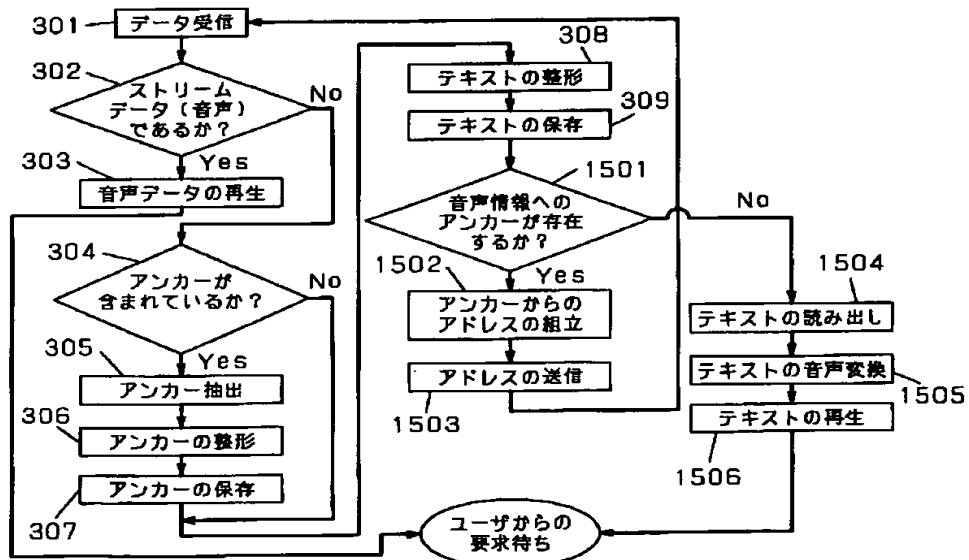 301
データ受信
302
ストリーム
データ(音声)
であるか?
No
Yes
303
音声データの再生
304
アンカーが
含まれているか?
No
Yes
305
アンカー抽出
306
アンカーの整形
アンカーの保存
307
308
テキストの整形
テキストの保存
309
1501
音声情報への
アンカーが存在
するか?
No
Yes
1502
アンカーからの
アドレスの組立
アドレスの送信
1503
1504
テキストの読み出し
テキストの音声変換
1505
テキストの再生
1506
ユーザからの
要求待ち